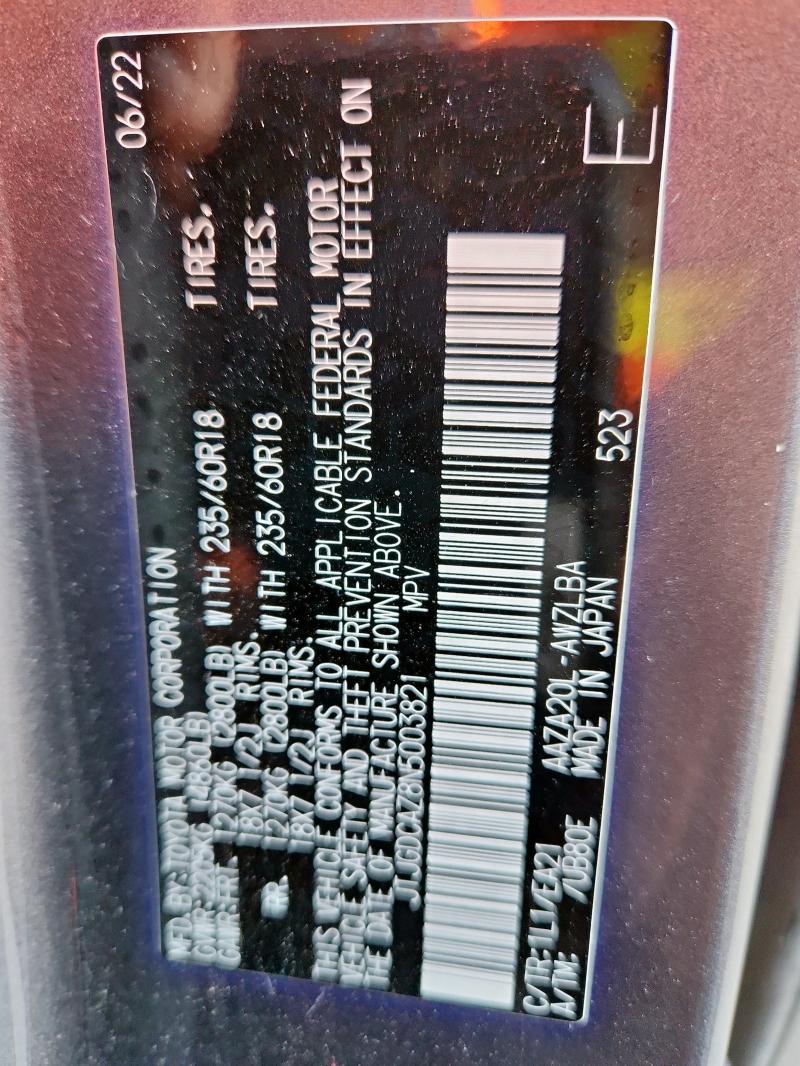 06/22
MFD. BY: TOYOTA MOTOR CORPORATION
GVWR: 2205KG (4860LB)
GAWR: FRT. 1270KG (2800LB) WITH 235/60R18 TIRES.
18X7 1/2J RIMS.
RR. 1270KG (2800LB) WITH 235/60R18 TIRES.
18X7 1/2J RIMS.
THIS VEHICLE CONFORMS TO ALL APPLICABLE FEDERAL MOTOR
VEHICLE SAFETY AND THEFT PREVENTION STANDARDS IN EFFECT ON
THE DATE OF MANUFACTURE SHOWN ABOVE.
JTJGDCAZ8N5003821 MPV
C/TR: 1L1/EA21 AAZA20L-AWZLBA
A/TM: /UB80E MADE IN JAPAN 523
E